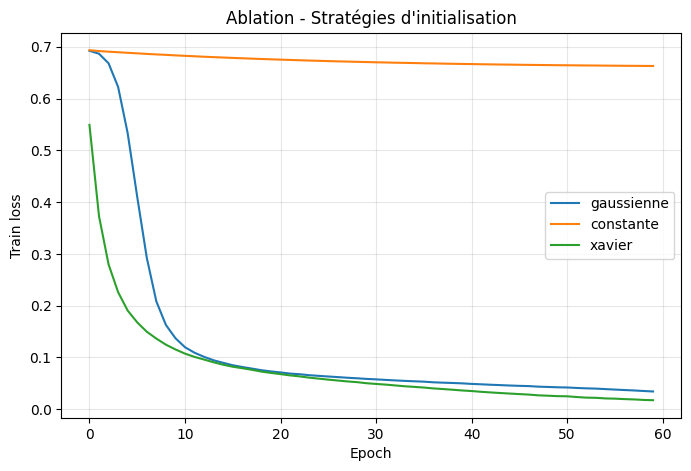 Ablation - Stratégies d'initialisation
0.7
0.6
0.5
0.4
0.3
0.2
0.1
0.0
Train loss
gaussienne
constante
xavier
0 10 20 30 40 50 60
Epoch